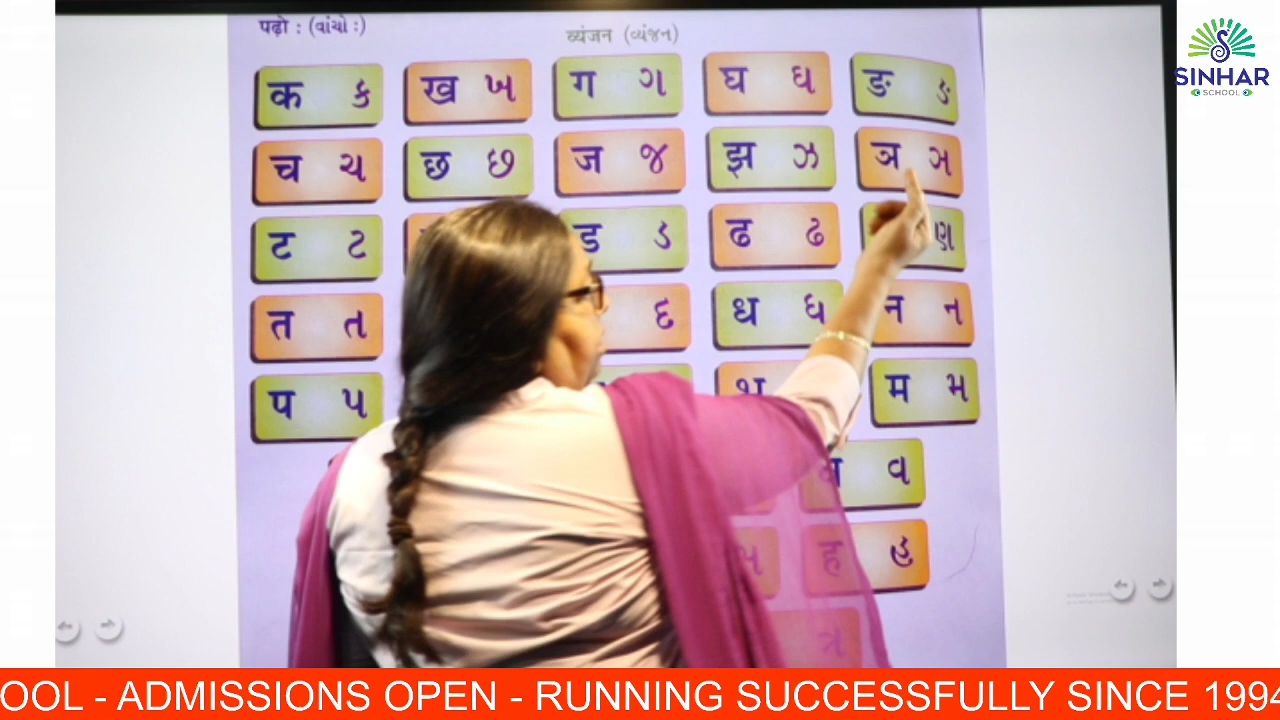 पढ़ो : (વાંચો :)
व्यंजन (વ્યંજન)
क ક ख ખ ग ગ घ ઘ ङ ઙ
च ચ छ છ ज જ झ ઝ ञ ઞ
ट ટ ड ડ ढ ઢ ણ
त ત દ ध ધ न ન
प પ म મ
વ
ह હ
SINHAR
SCHOOL
OOL - ADMISSIONS OPEN - RUNNING SUCCESSFULLY SINCE 1994